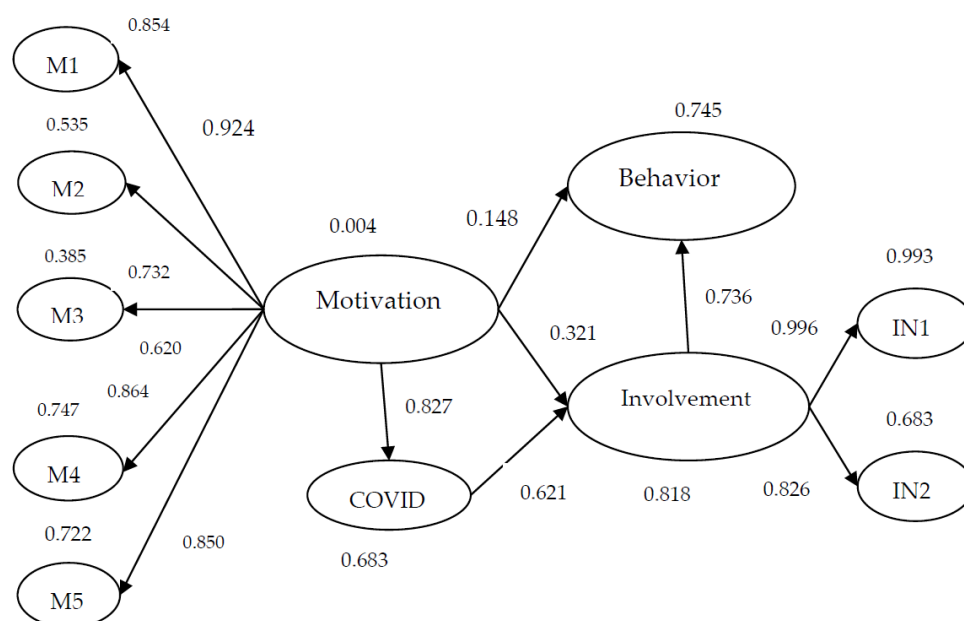 0.854
M1
0.924
0.535
M2
0.745
Behavior
0.004
0.148
0.385
0.732
M3
Motivation
0.993
0.736
0.996
IN1
0.620
0.321
0.747
0.864
0.827
Involvement
0.683
M4
COVID
0.621
0.818
0.826
IN2
0.722
0.850
0.683
M5